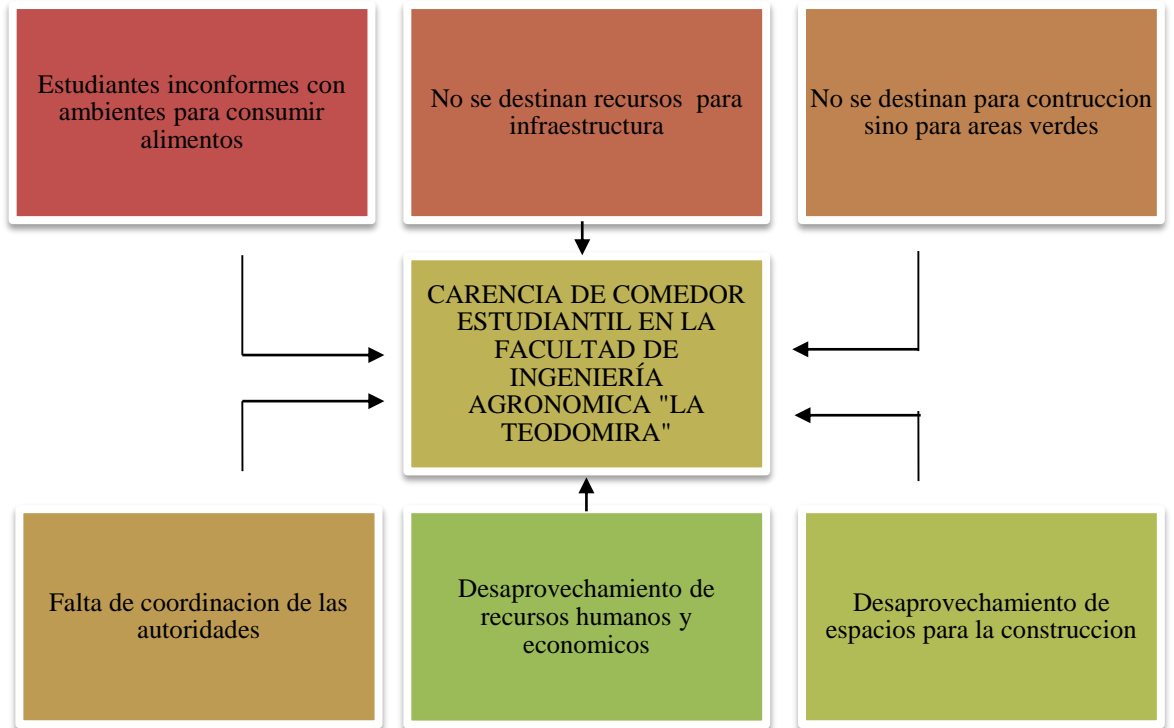 Estudiantes inconformes con
ambientes para consumir
alimentos
No se destinan recursos para
infraestructura
No se destinan para contruccion
sino para areas verdes
CARENCIA DE COMEDOR
ESTUDIANTIL EN LA
FACULTAD DE
INGENIERÍA
AGRONOMICA "LA
TEODOMIRA"
Falta de coordinacion de las
autoridades
Desaprovechamiento de
recursos humanos y
economicos
Desaprovechamiento de
espacios para la construccion